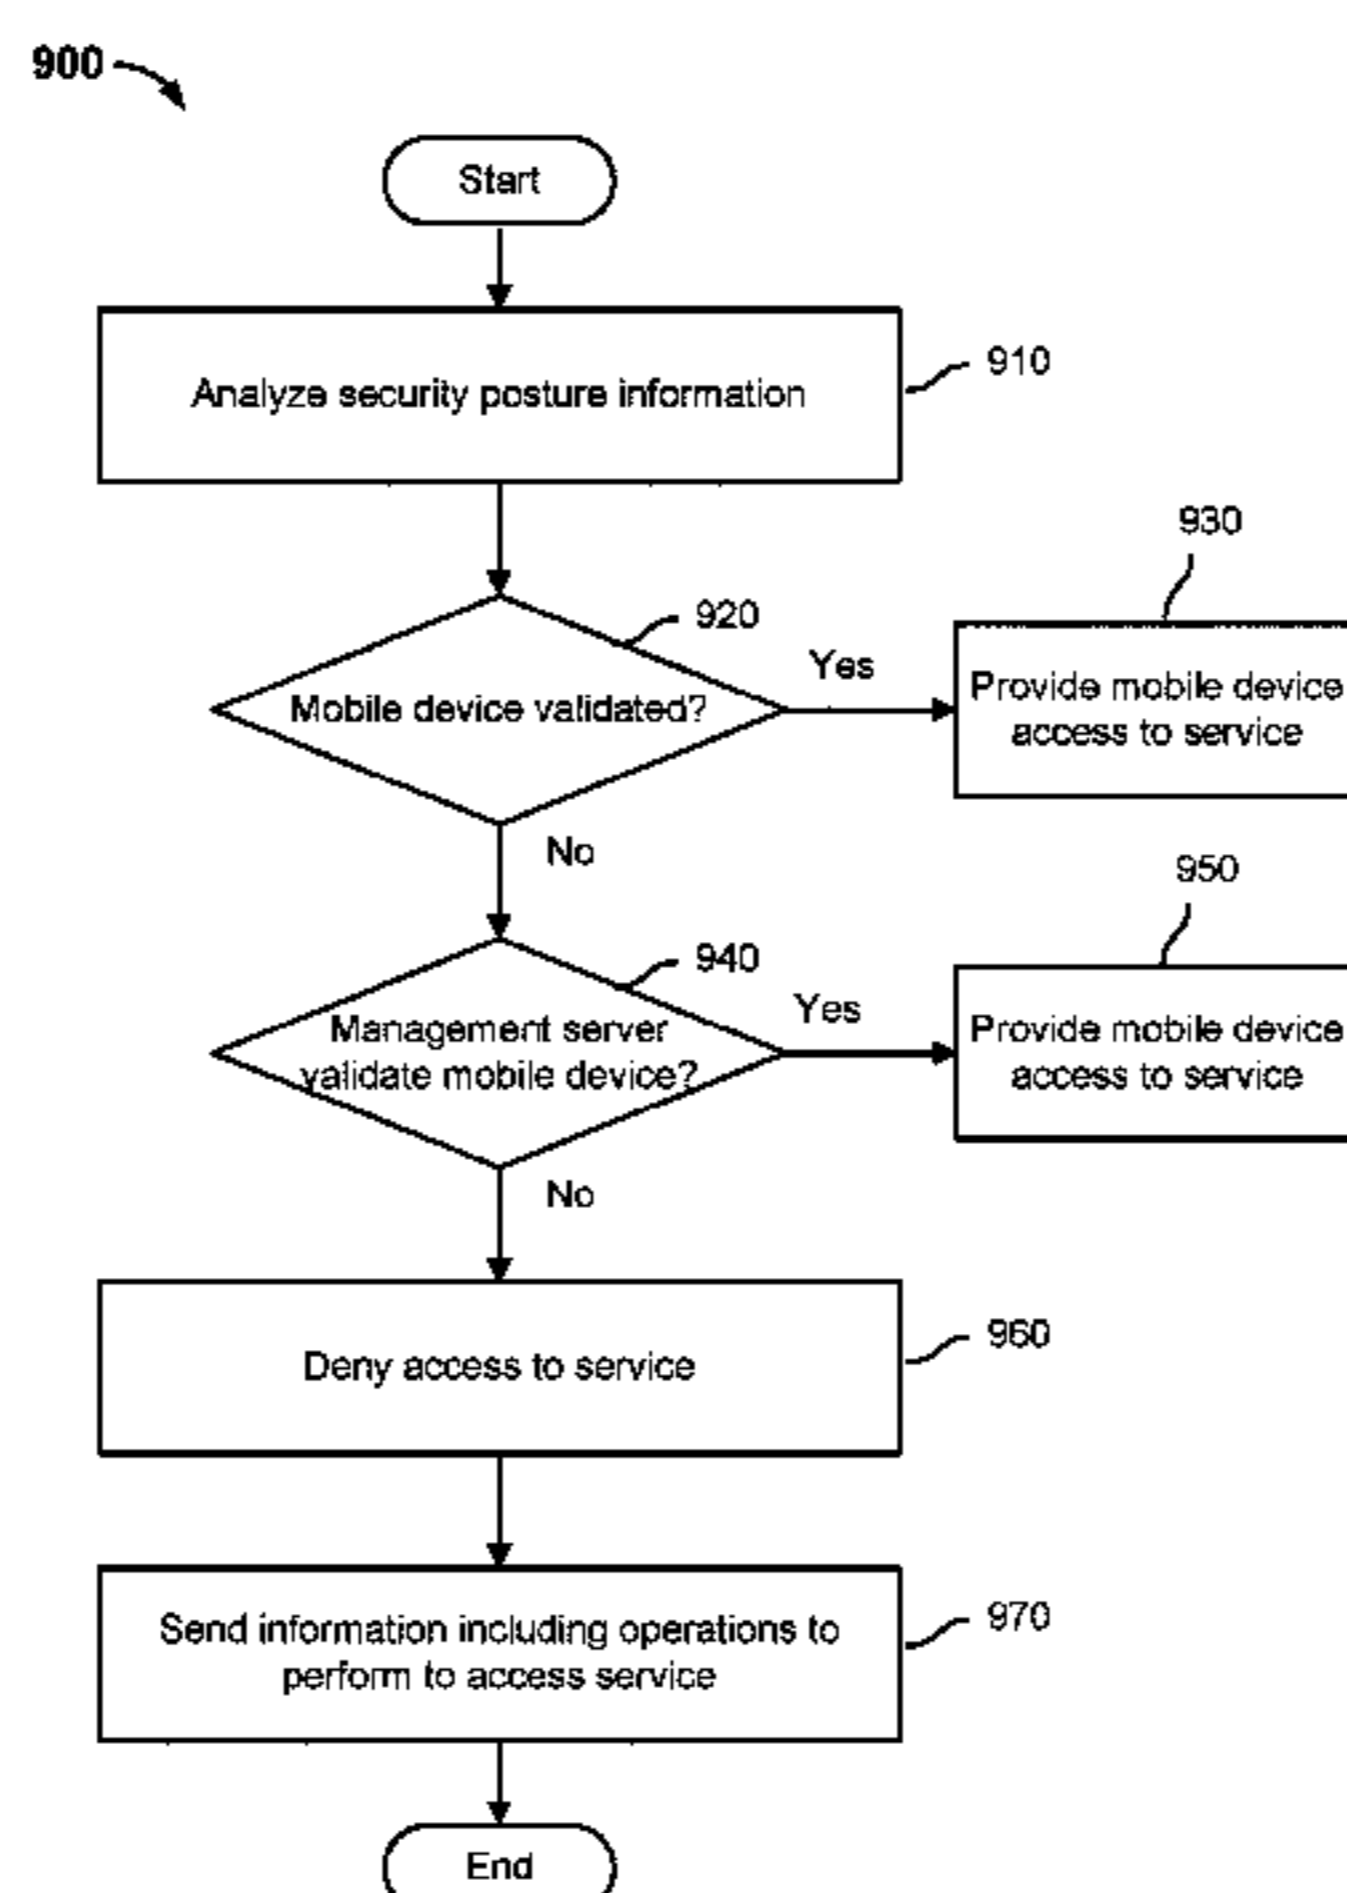 900
Start
Analyze security posture information
910
Mobile device validated?
920
Yes
930
Provide mobile device
access to service
No
Management server
validate mobile device?
940
Yes
950
Provide mobile device
access to service
No
Deny access to service
960
Send information including operations to
perform to access service
970
End